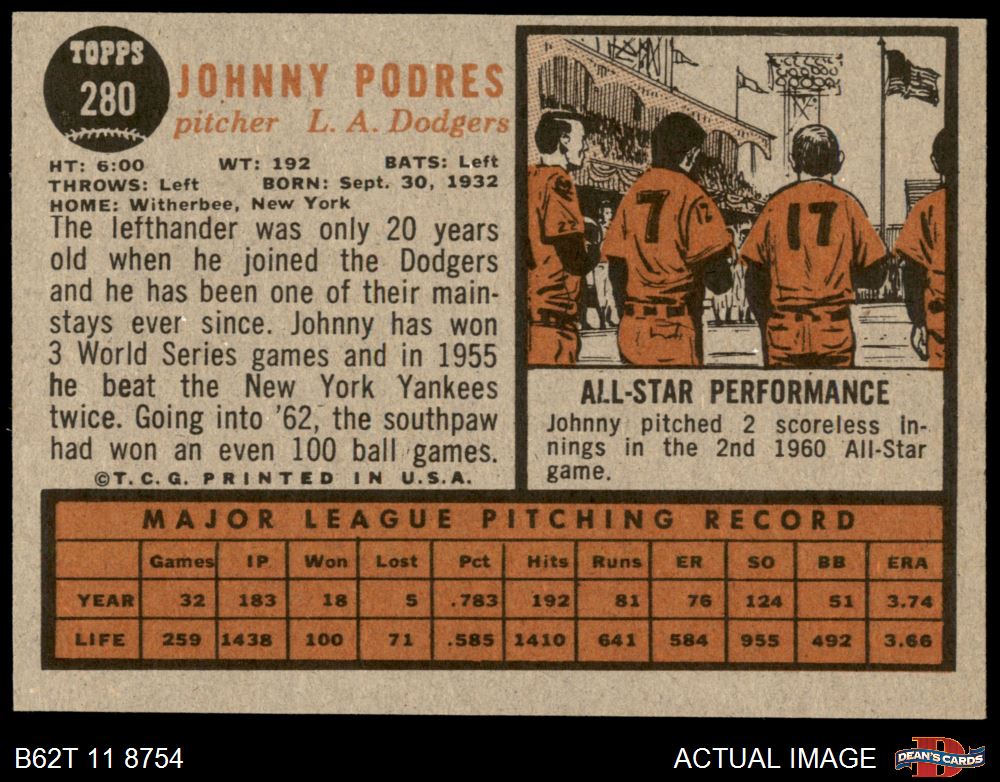 TOPPS
280
JOHNNY PODRES
pitcher L. A. Dodgers
HT: 6:00 WT: 192 BATS: Left
THROWS: Left BORN: Sept. 30, 1932
HOME: Witherbee, New York
The lefthander was only 20 years
old when he joined the Dodgers
and he has been one of their main-
stays ever since. Johnny has won
3 World Series games and in 1955
he beat the New York Yankees
twice. Going into '62, the southpaw
had won an even 100 ball games.
©T. C. G. PRINTED IN U.S.A.
22
7
12
17
ALL-STAR PERFORMANCE
Johnny pitched 2 scoreless in-
nings in the 2nd 1960 All-Star
game.
MAJOR LEAGUE PITCHING RECORD
Games IP Won Lost Pct Hits Runs ER SO BB ERA
YEAR 32 183 18 5 .783 192 81 76 124 51 3.74
LIFE 259 1438 100 71 .585 1410 641 584 955 492 3.66
B62T 11 8754
ACTUAL IMAGE
D
DEAN'S CARDS